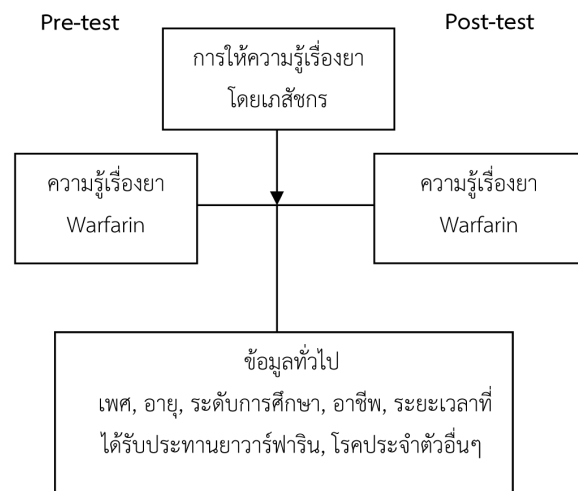 Pre-test
Post-test
การให้ความรู้เรื่องยา
โดยเภสัชกร
ความรู้เรื่องยา
Warfarin
ความรู้เรื่องยา
Warfarin
ข้อมูลทั่วไป
เพศ, อายุ, ระดับการศึกษา, อาชีพ, ระยะเวลาที่
ได้รับประทานยาวาร์ฟาริน, โรคประจำตัวอื่นๆ